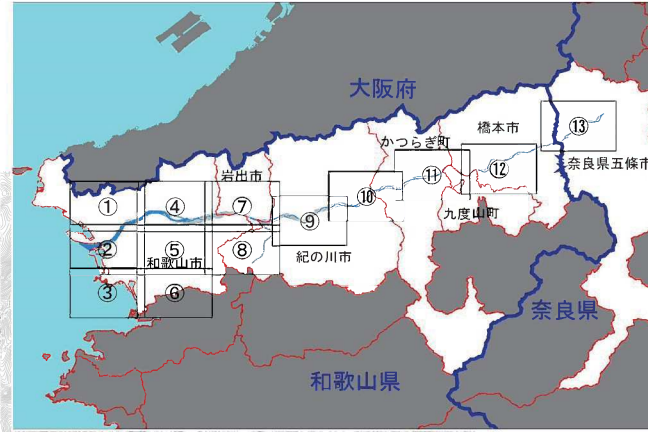 大阪府
橋本市
⑬
かつらぎ町
奈良県五條市
岩出市
⑪
⑫
⑩
①
④
⑦
⑨
九度山町
②
⑤
⑧
和歌山市
紀の川市
③
⑥
奈良県
和歌山県